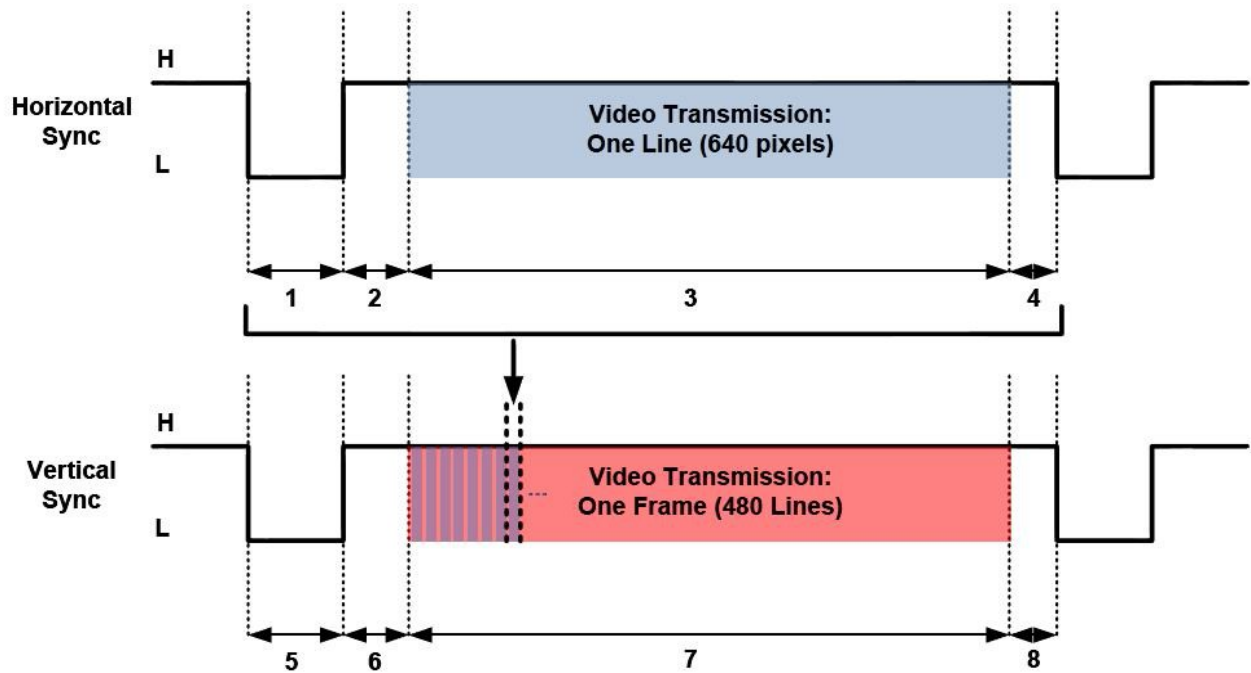 H
Horizontal
Sync
L
Video Transmission:
One Line (640 pixels)
1
2
3
4
H
Vertical
Sync
L
...
Video Transmission:
One Frame (480 Lines)
5
6
7
8